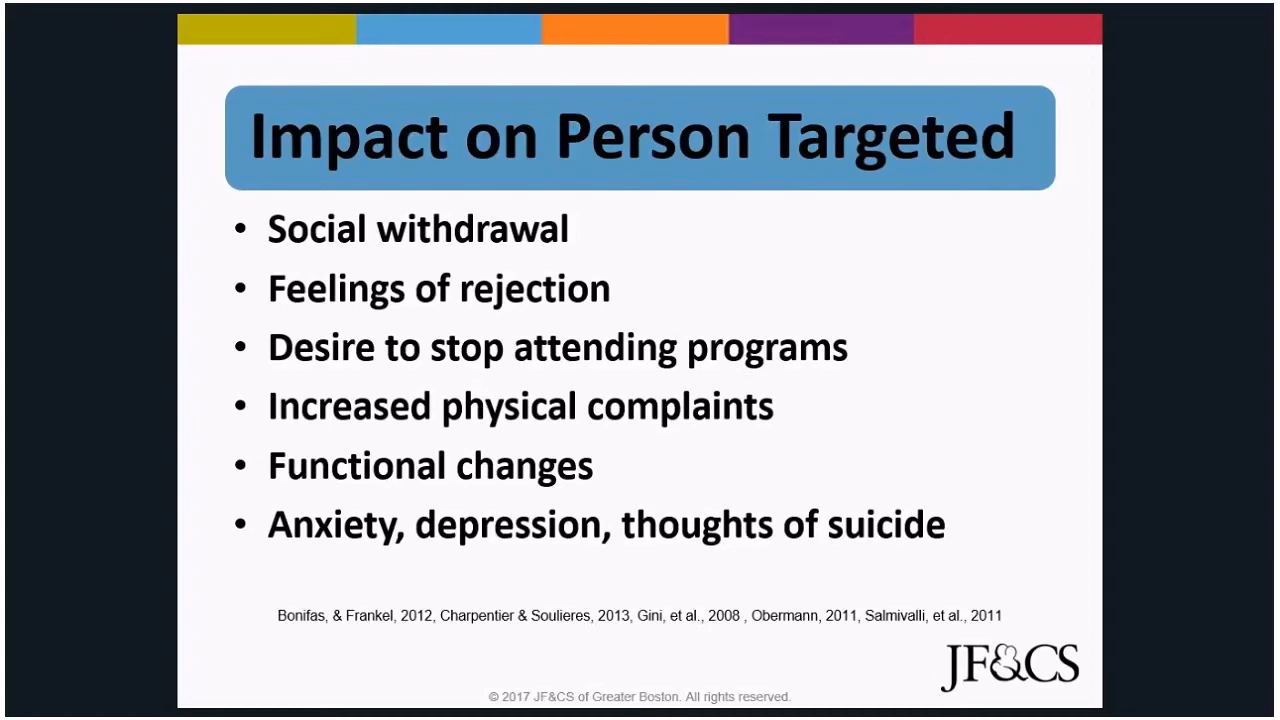 Impact on Person Targeted
• Social withdrawal
• Feelings of rejection
• Desire to stop attending programs
• Increased physical complaints
• Functional changes
• Anxiety, depression, thoughts of suicide
Bonifas, & Frankel, 2012, Charpentier & Soulieres, 2013, Gini, et al., 2008 , Obermann, 2011, Salmivalli, et al., 2011
JF&CS
© 2017 JF&CS of Greater Boston. All rights reserved.